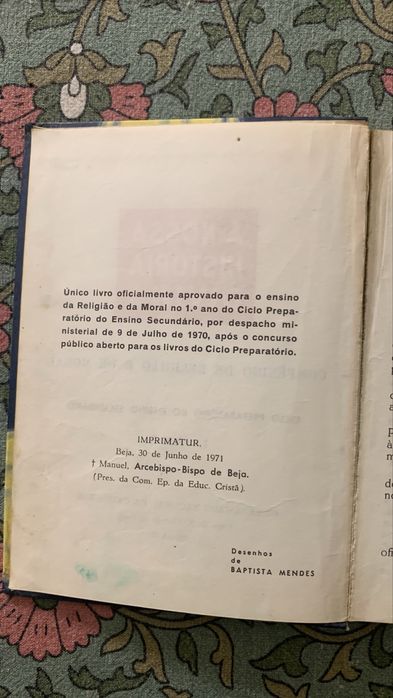 Único livro oficialmente aprovado para o ensino
da Religião e da Moral no 1.º ano do Ciclo Prepa-
ratório do Ensino Secundário, por despacho mi-
nisterial de 9 de Julho de 1970, após o concurso
público aberto para os livros do Ciclo Preparatório.
IMPRIMATUR.
Beja, 30 de Junho de 1971
† Manuel, Arcebispo-Bispo de Beja.
(Pres. da Com. Ep. da Educ. Cristã).
Desenhos
de
BAPTISTA MENDES